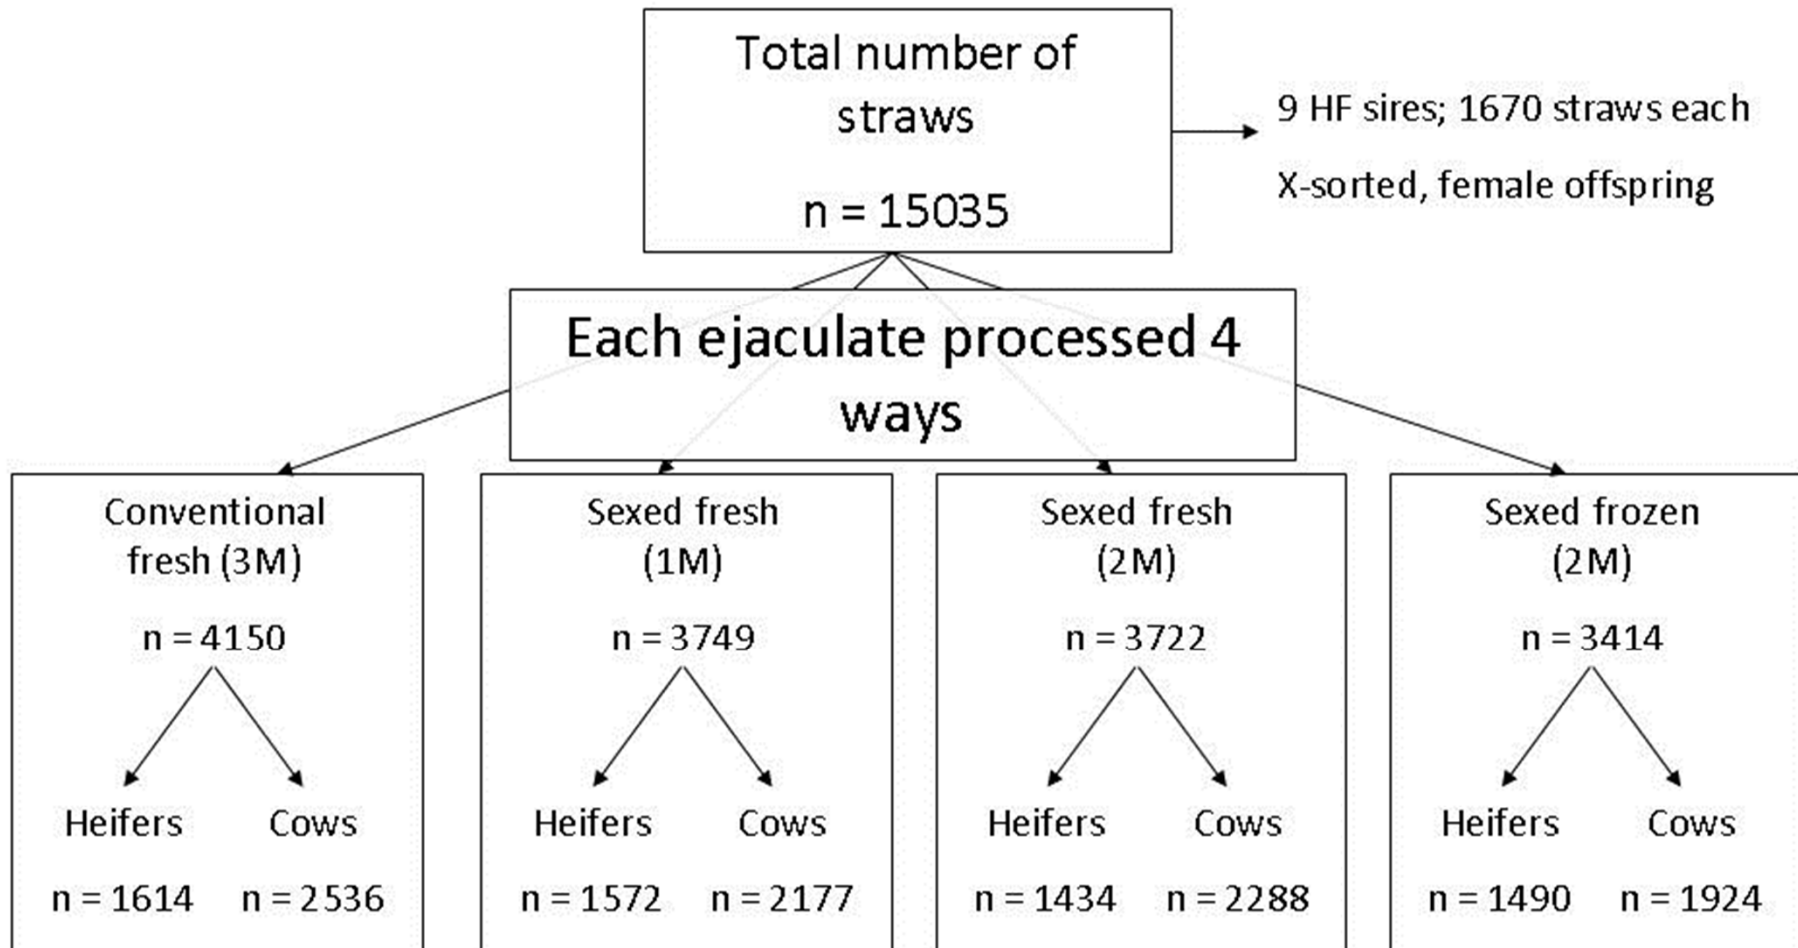 Total number of
straws
n = 15035
9 HF sires; 1670 straws each
X-sorted, female offspring
Each ejaculate processed 4
ways
Conventional
fresh (3M)
n = 4150
Heifers
Cows
n = 1614
n = 2536
Sexed fresh
(1M)
n = 3749
Heifers
Cows
n = 1572
n = 2177
Sexed fresh
(2M)
n = 3722
Heifers
Cows
n = 1434
n = 2288
Sexed frozen
(2M)
n = 3414
Heifers
Cows
n = 1490
n = 1924